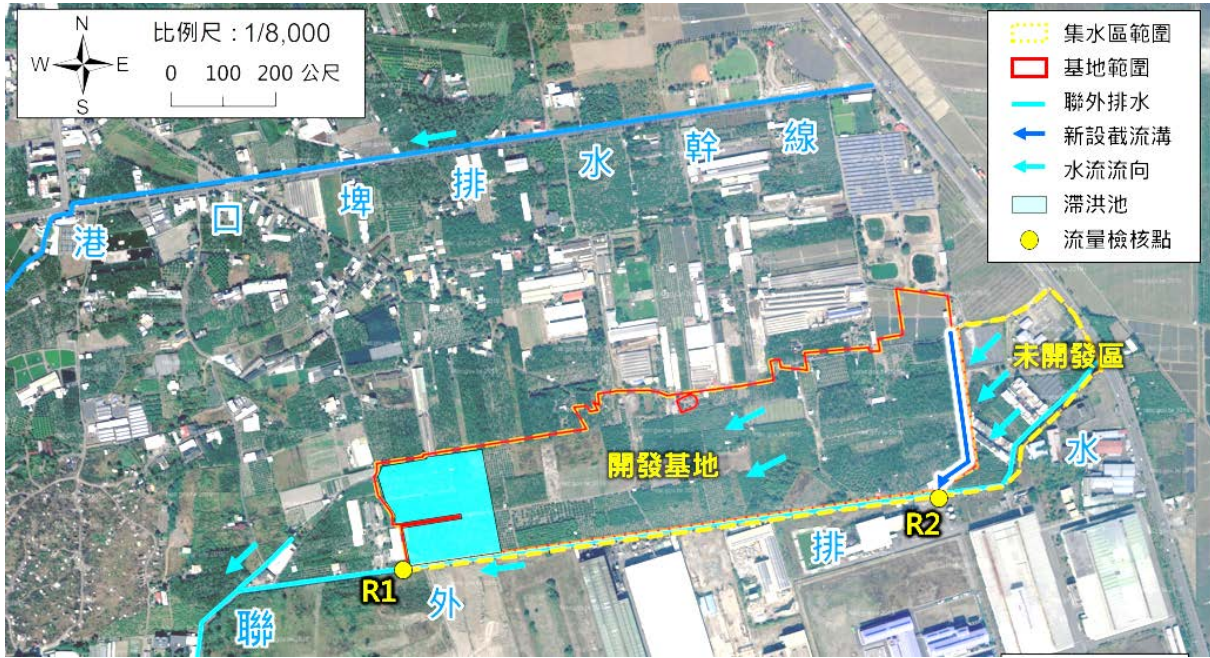 比例尺：1/8,000
N
W E
S
0 100 200 公尺
集水區範圍
基地範圍
聯外排水
新設截流溝
水流流向
滯洪池
流量檢核點
港口埤排水幹線
未開發區
開發基地
R2
R1
聯外排水